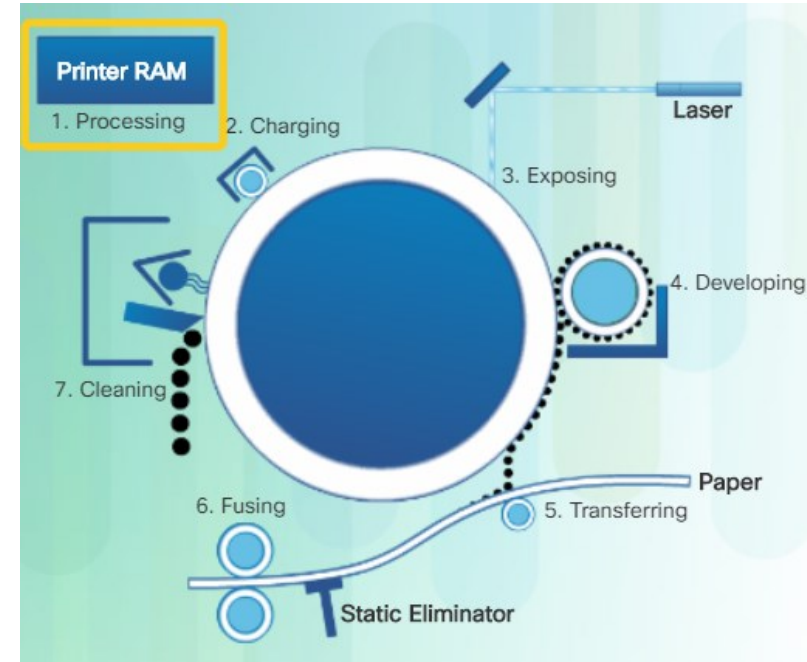 Printer RAM
1. Processing
2. Charging
Laser
3. Exposing
4. Developing
7. Cleaning
Paper
6. Fusing
5. Transferring
Static Eliminator